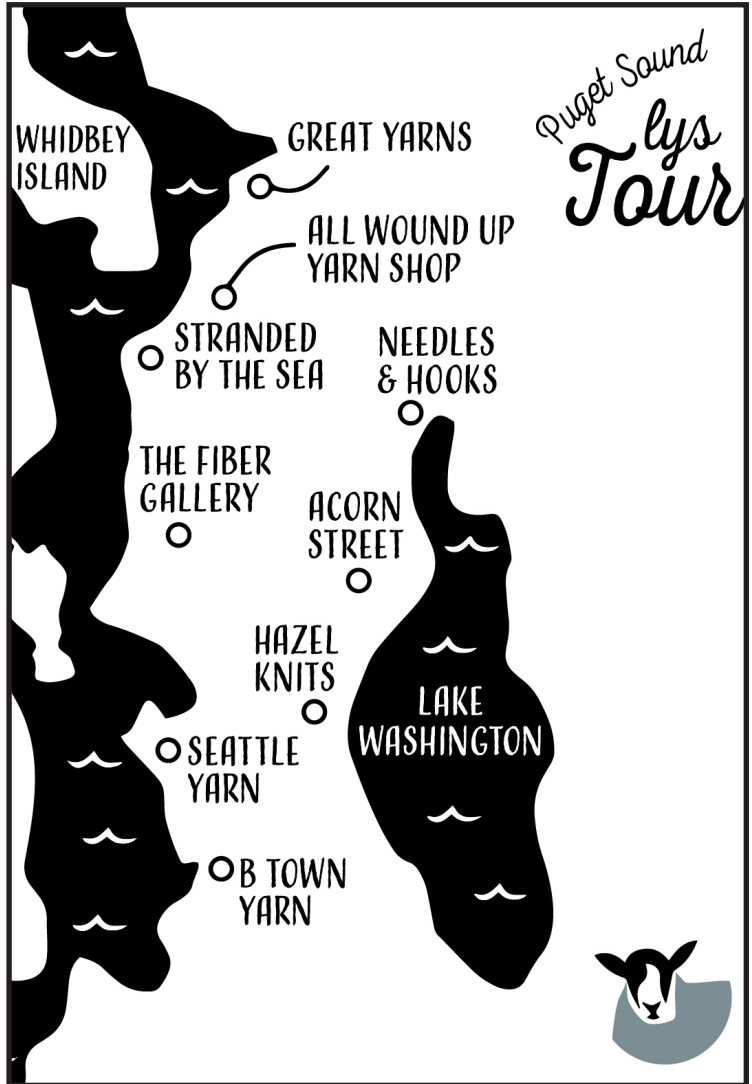 Puget Sound
lys
Tour
WHIDBEY
ISLAND
GREAT YARNS
ALL WOUND UP
YARN SHOP
STRANDED
BY THE SEA
NEEDLES
& HOOKS
THE FIBER
GALLERY
ACORN
STREET
HAZEL
KNITS
LAKE
WASHINGTON
SEATTLE
YARN
B TOWN
YARN